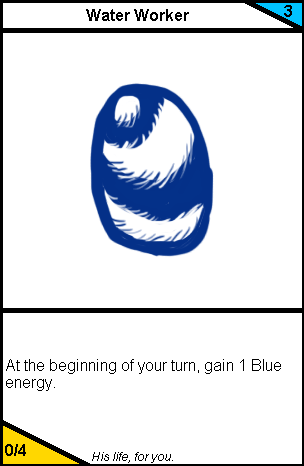 Water Worker
3
At the beginning of your turn, gain 1 Blue
energy.
0/4
His life, for you.